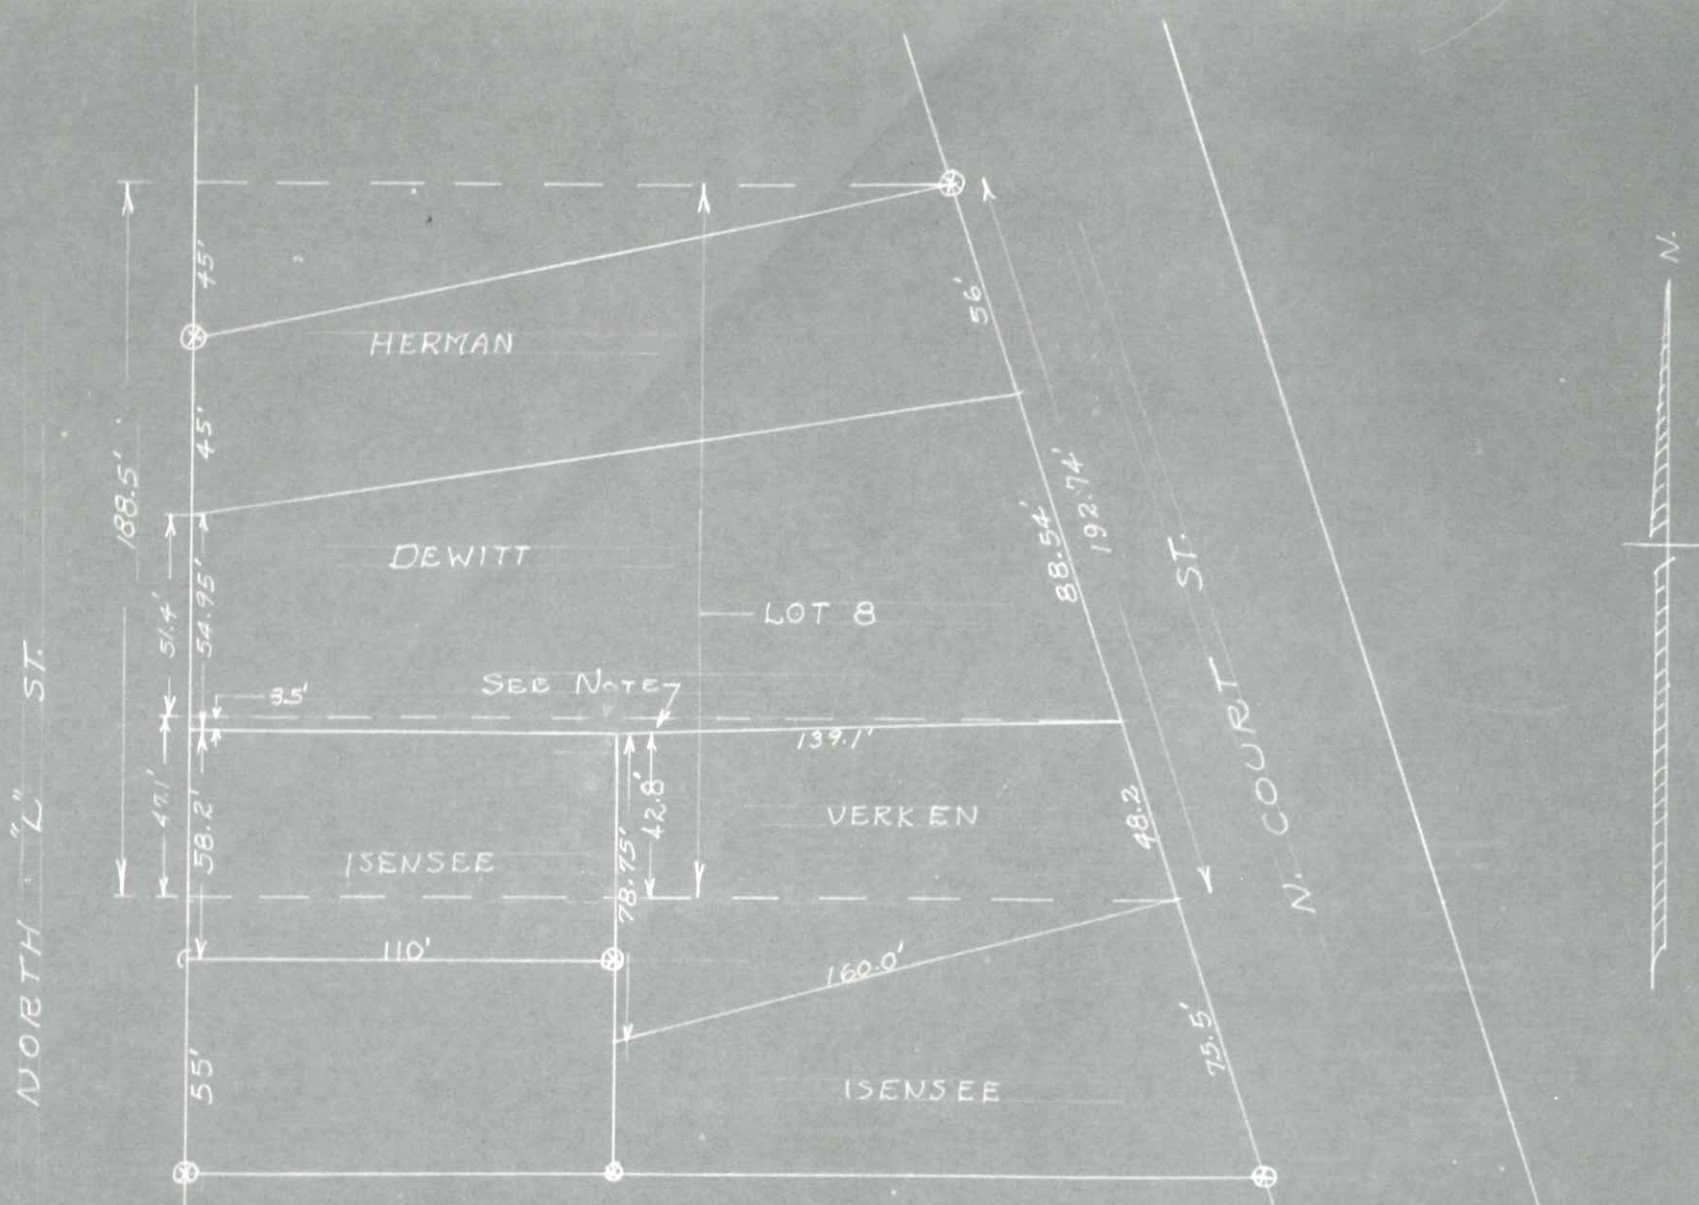 N.
45'
HERMAN
56'
45'
188.5'
DEWITT
51.4'
54.95'
88.54'
192.74'
LOT 8
SEE NOTE
3.5'
139.1'
47.1'
58.2'
ISENSEE
78.75'
42.8'
VERKEN
48.2
110'
160.0'
55'
ISENSEE
75.5'
NORTH "L" ST.
N. COURT ST.